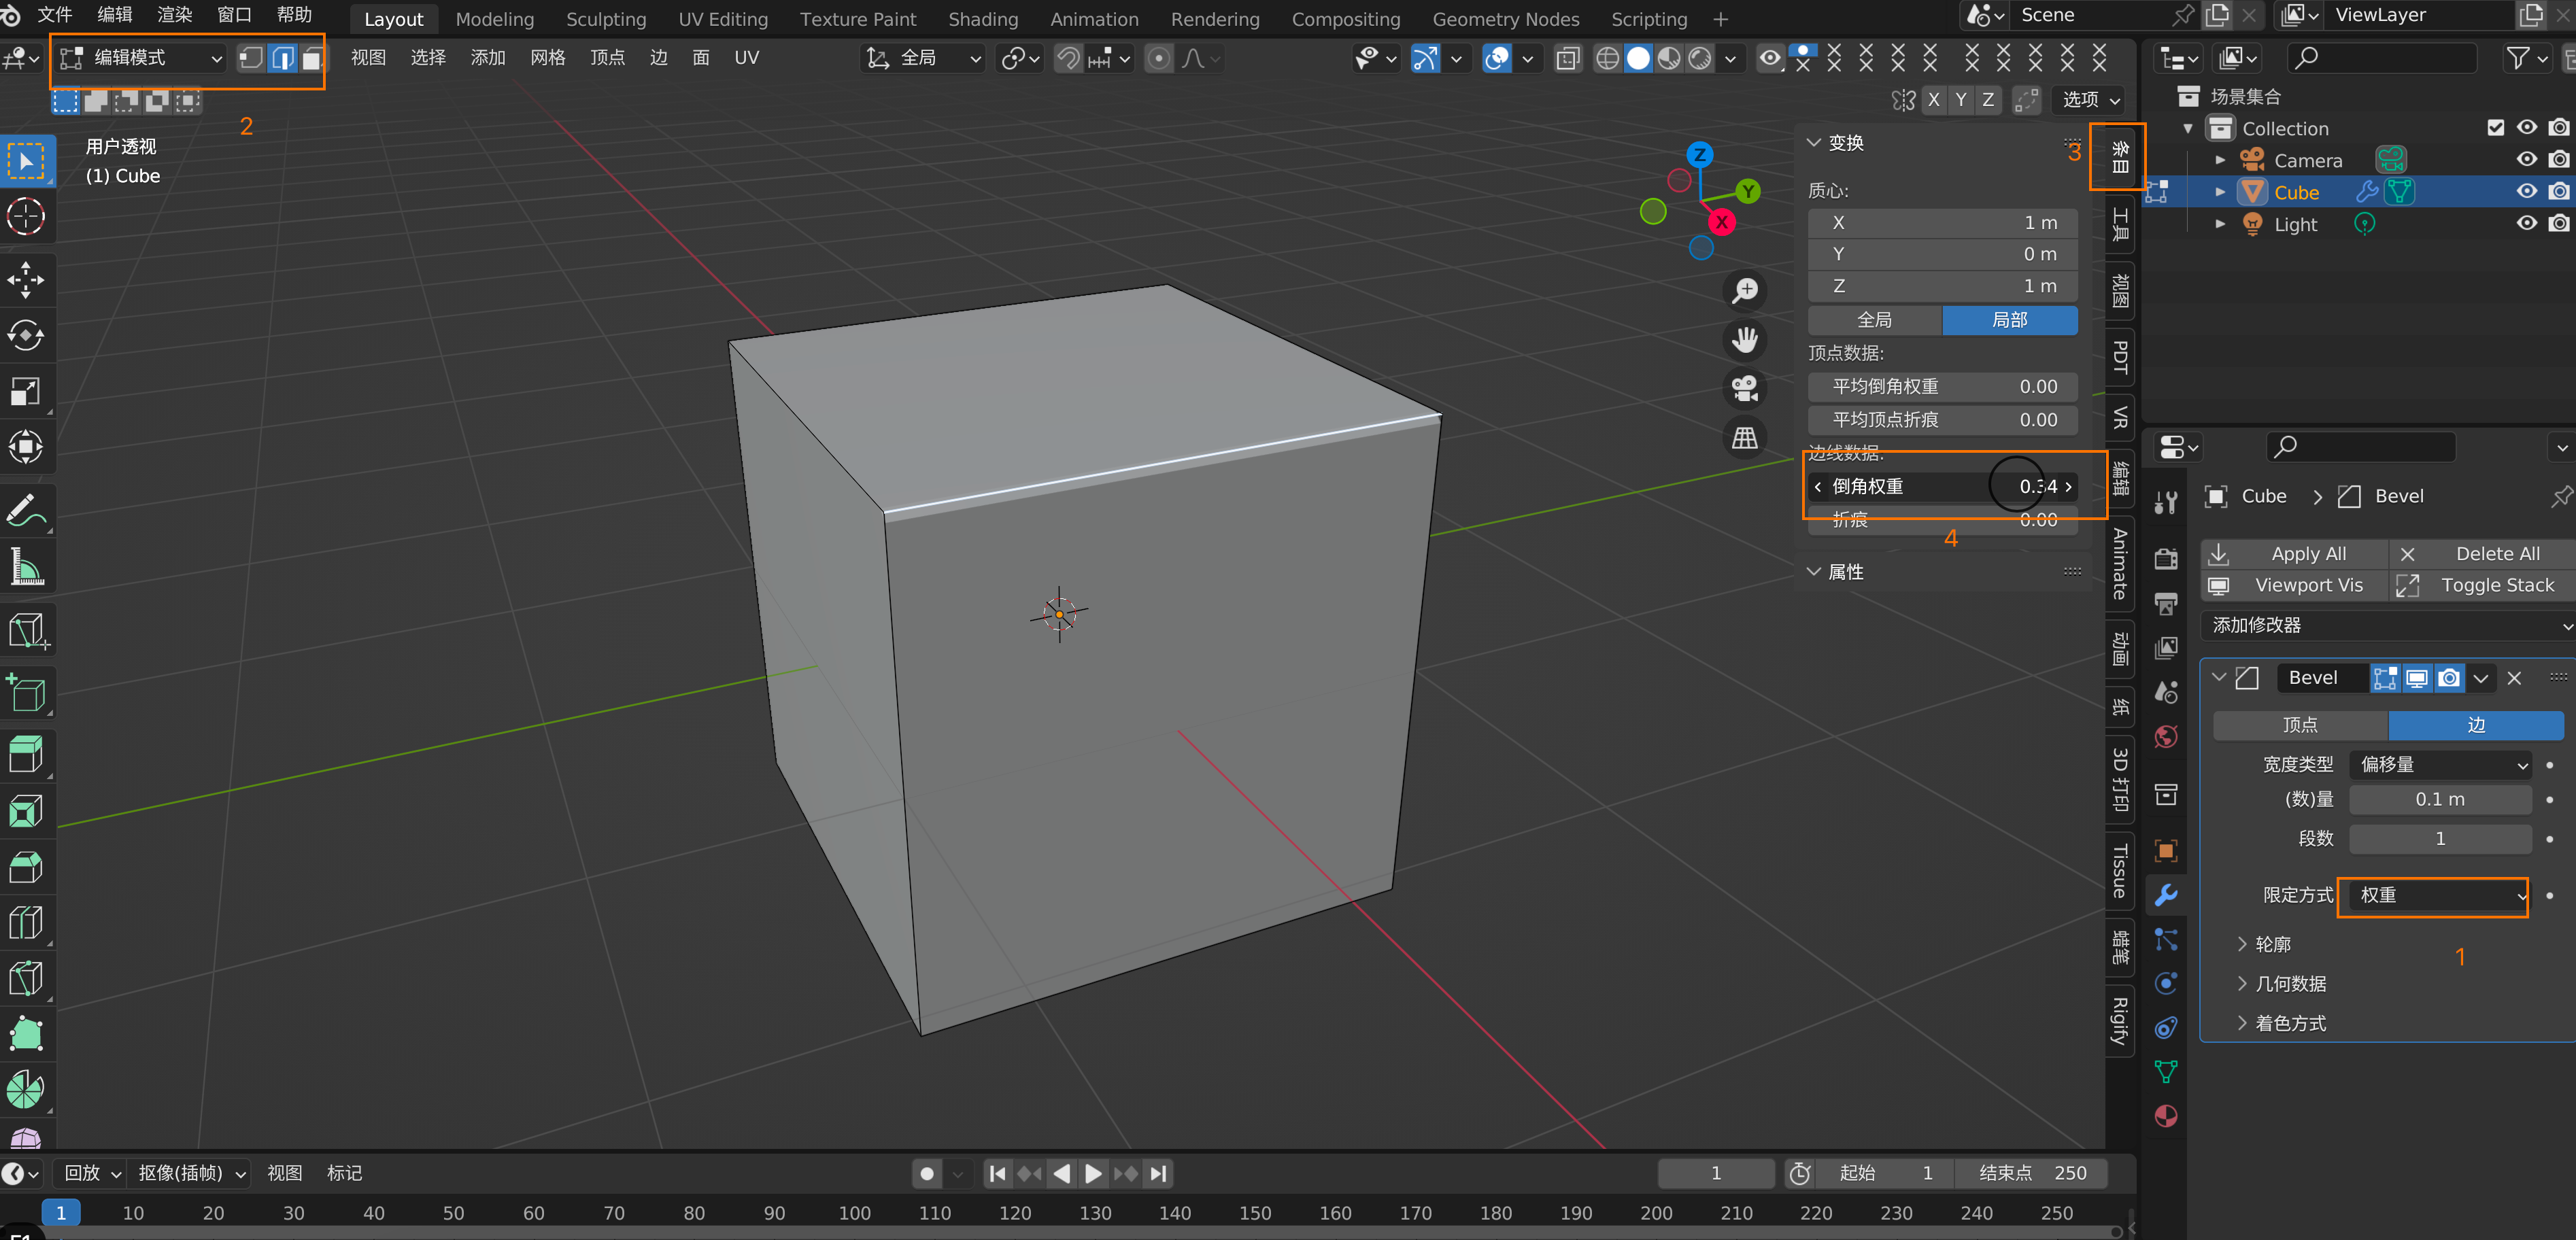 文件 编辑 渲染 窗口 帮助 Layout Modeling Sculpting UV Editing Texture Paint Shading Animation Rendering Compositing Geometry Nodes Scripting + Scene ViewLayer
编辑模式 视图 选择 添加 网格 顶点 边 面 UV 全局
X Y Z 选项
2
用户透视
(1) Cube
Z
Y
X
变换
3
质心:
X 1 m
Y 0 m
Z 1 m
全局 局部
顶点数据:
平均倒角权重 0.00
平均顶点折痕 0.00
边线数据:
倒角权重 0.34
折痕 0.00
4
属性
条目
工具
视图
PDT
VR
编辑
Animate
动画
纸
3D 打印
Tissue
蜡笔
Rigify
场景集合
Collection
Camera
Cube
Light
Cube > Bevel
Apply All Delete All
Viewport Vis Toggle Stack
添加修改器
Bevel
顶点 边
宽度类型 偏移量
(数)量 0.1 m
段数 1
限定方式 权重
1
轮廓
几何数据
着色方式
回放 抠像(插帧) 视图 标记 1 起始 1 结束点 250
1 10 20 30 40 50 60 70 80 90 100 110 120 130 140 150 160 170 180 190 200 210 220 230 240 250